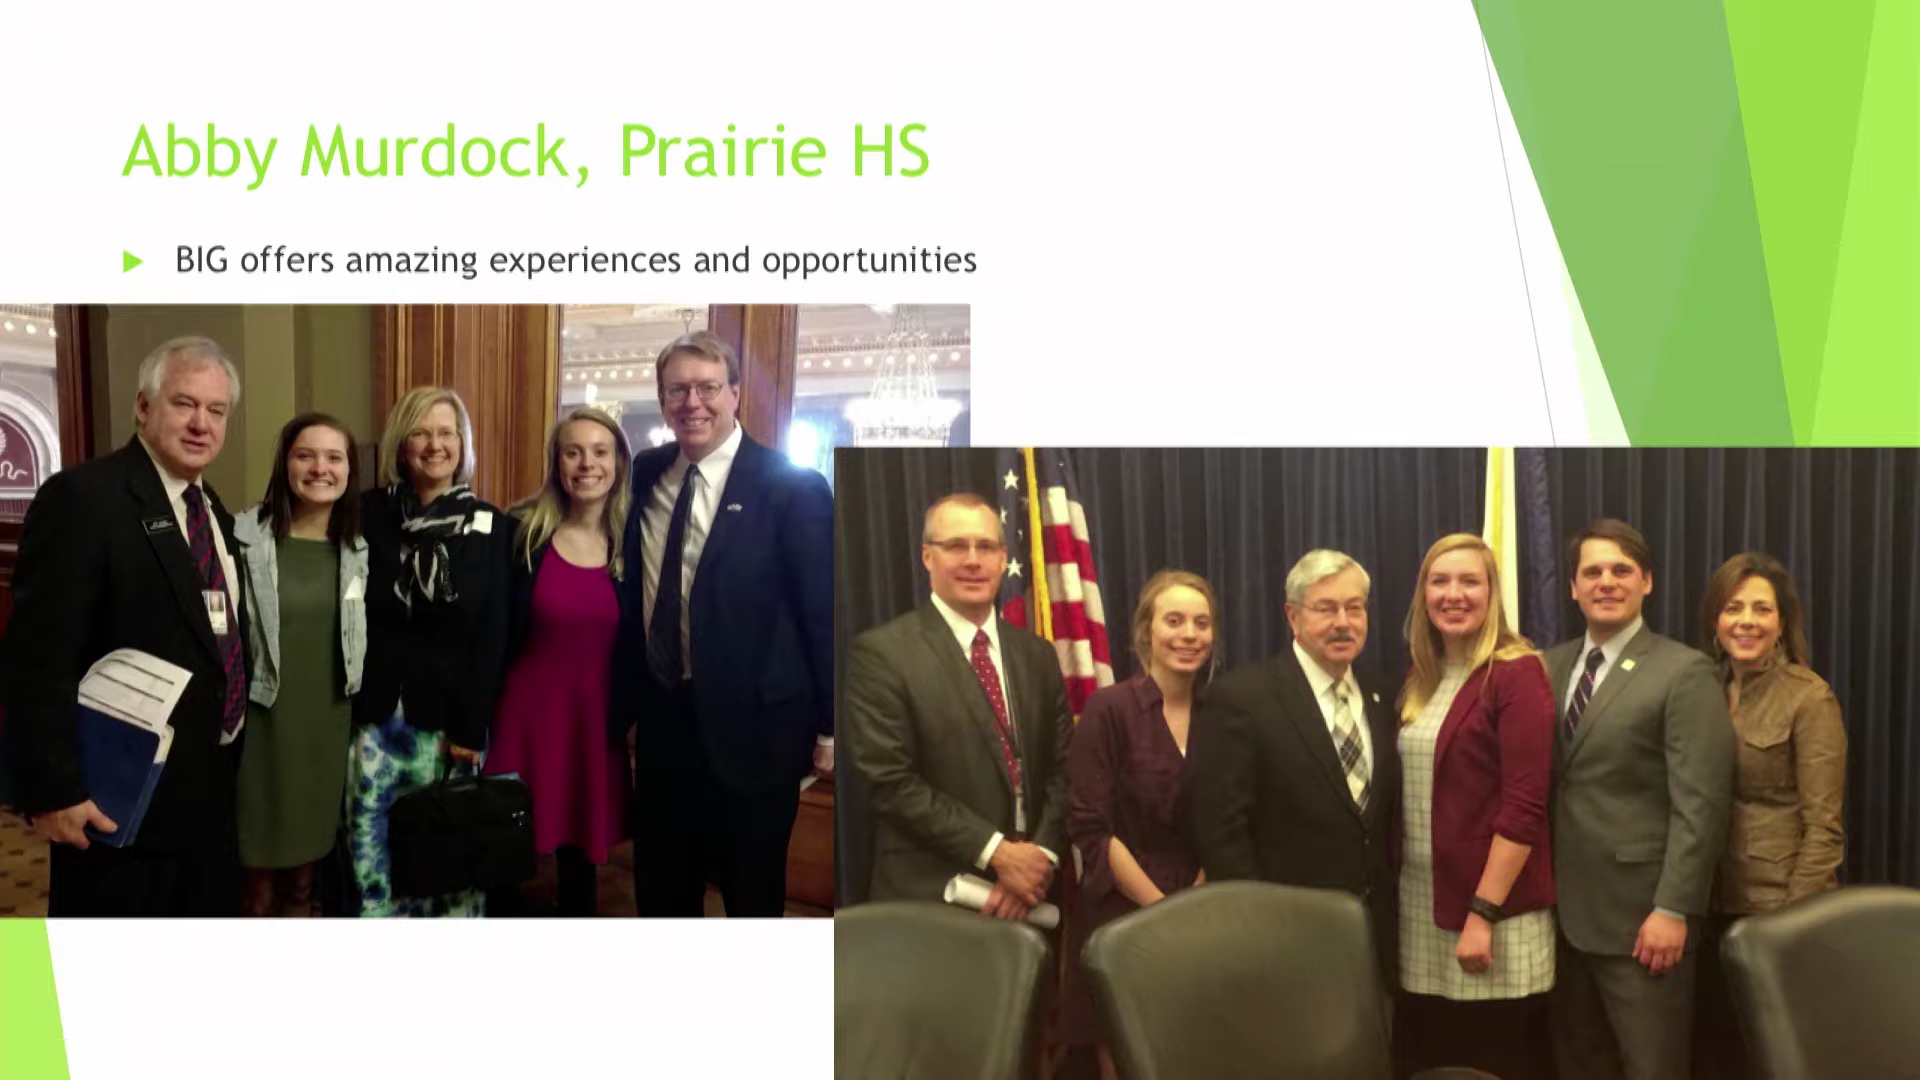 Abby Murdock, Prairie HS
BIG offers amazing experiences and opportunities